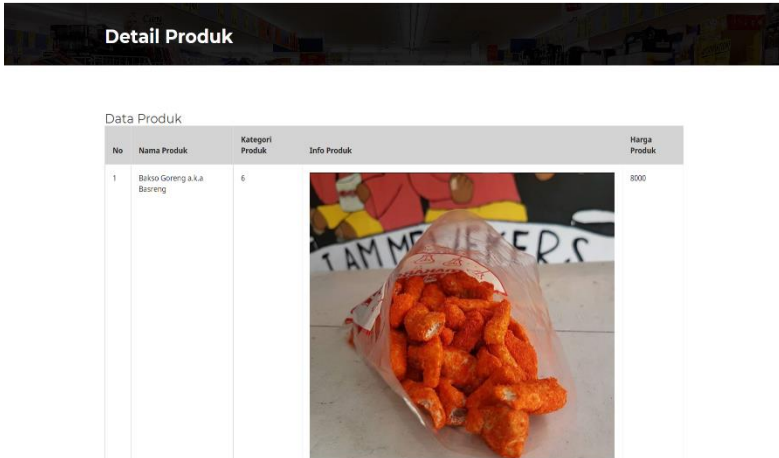 Detail Produk
Data Produk
No Nama Produk Kategori Produk Info Produk Harga Produk
1 Bakso Goreng a.k.a Basreng 6 8000
I AM